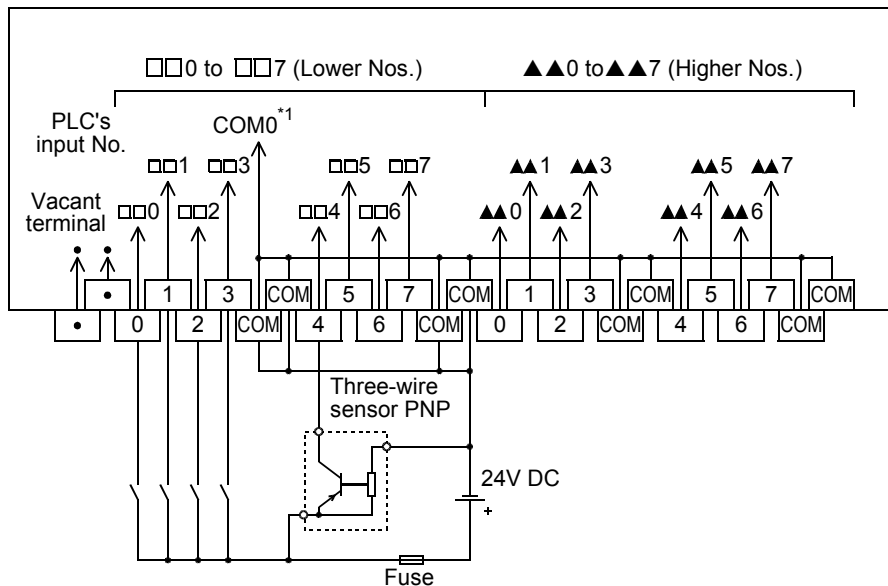 □□0 to □□7 (Lower Nos.) ▲▲0 to ▲▲7 (Higher Nos.)
PLC's
input No.
COM0*1
□□1 □□3 □□5 □□7 ▲▲1 ▲▲3 ▲▲5 ▲▲7
Vacant
terminal
□□0 □□2 □□4 □□6 ▲▲0 ▲▲2 ▲▲4 ▲▲6
• 1 3 COM 5 7 COM 1 3 COM 5 7 COM
• 0 2 COM 4 6 COM 0 2 COM 4 6 COM
Three-wire
sensor PNP
24V DC
+
Fuse